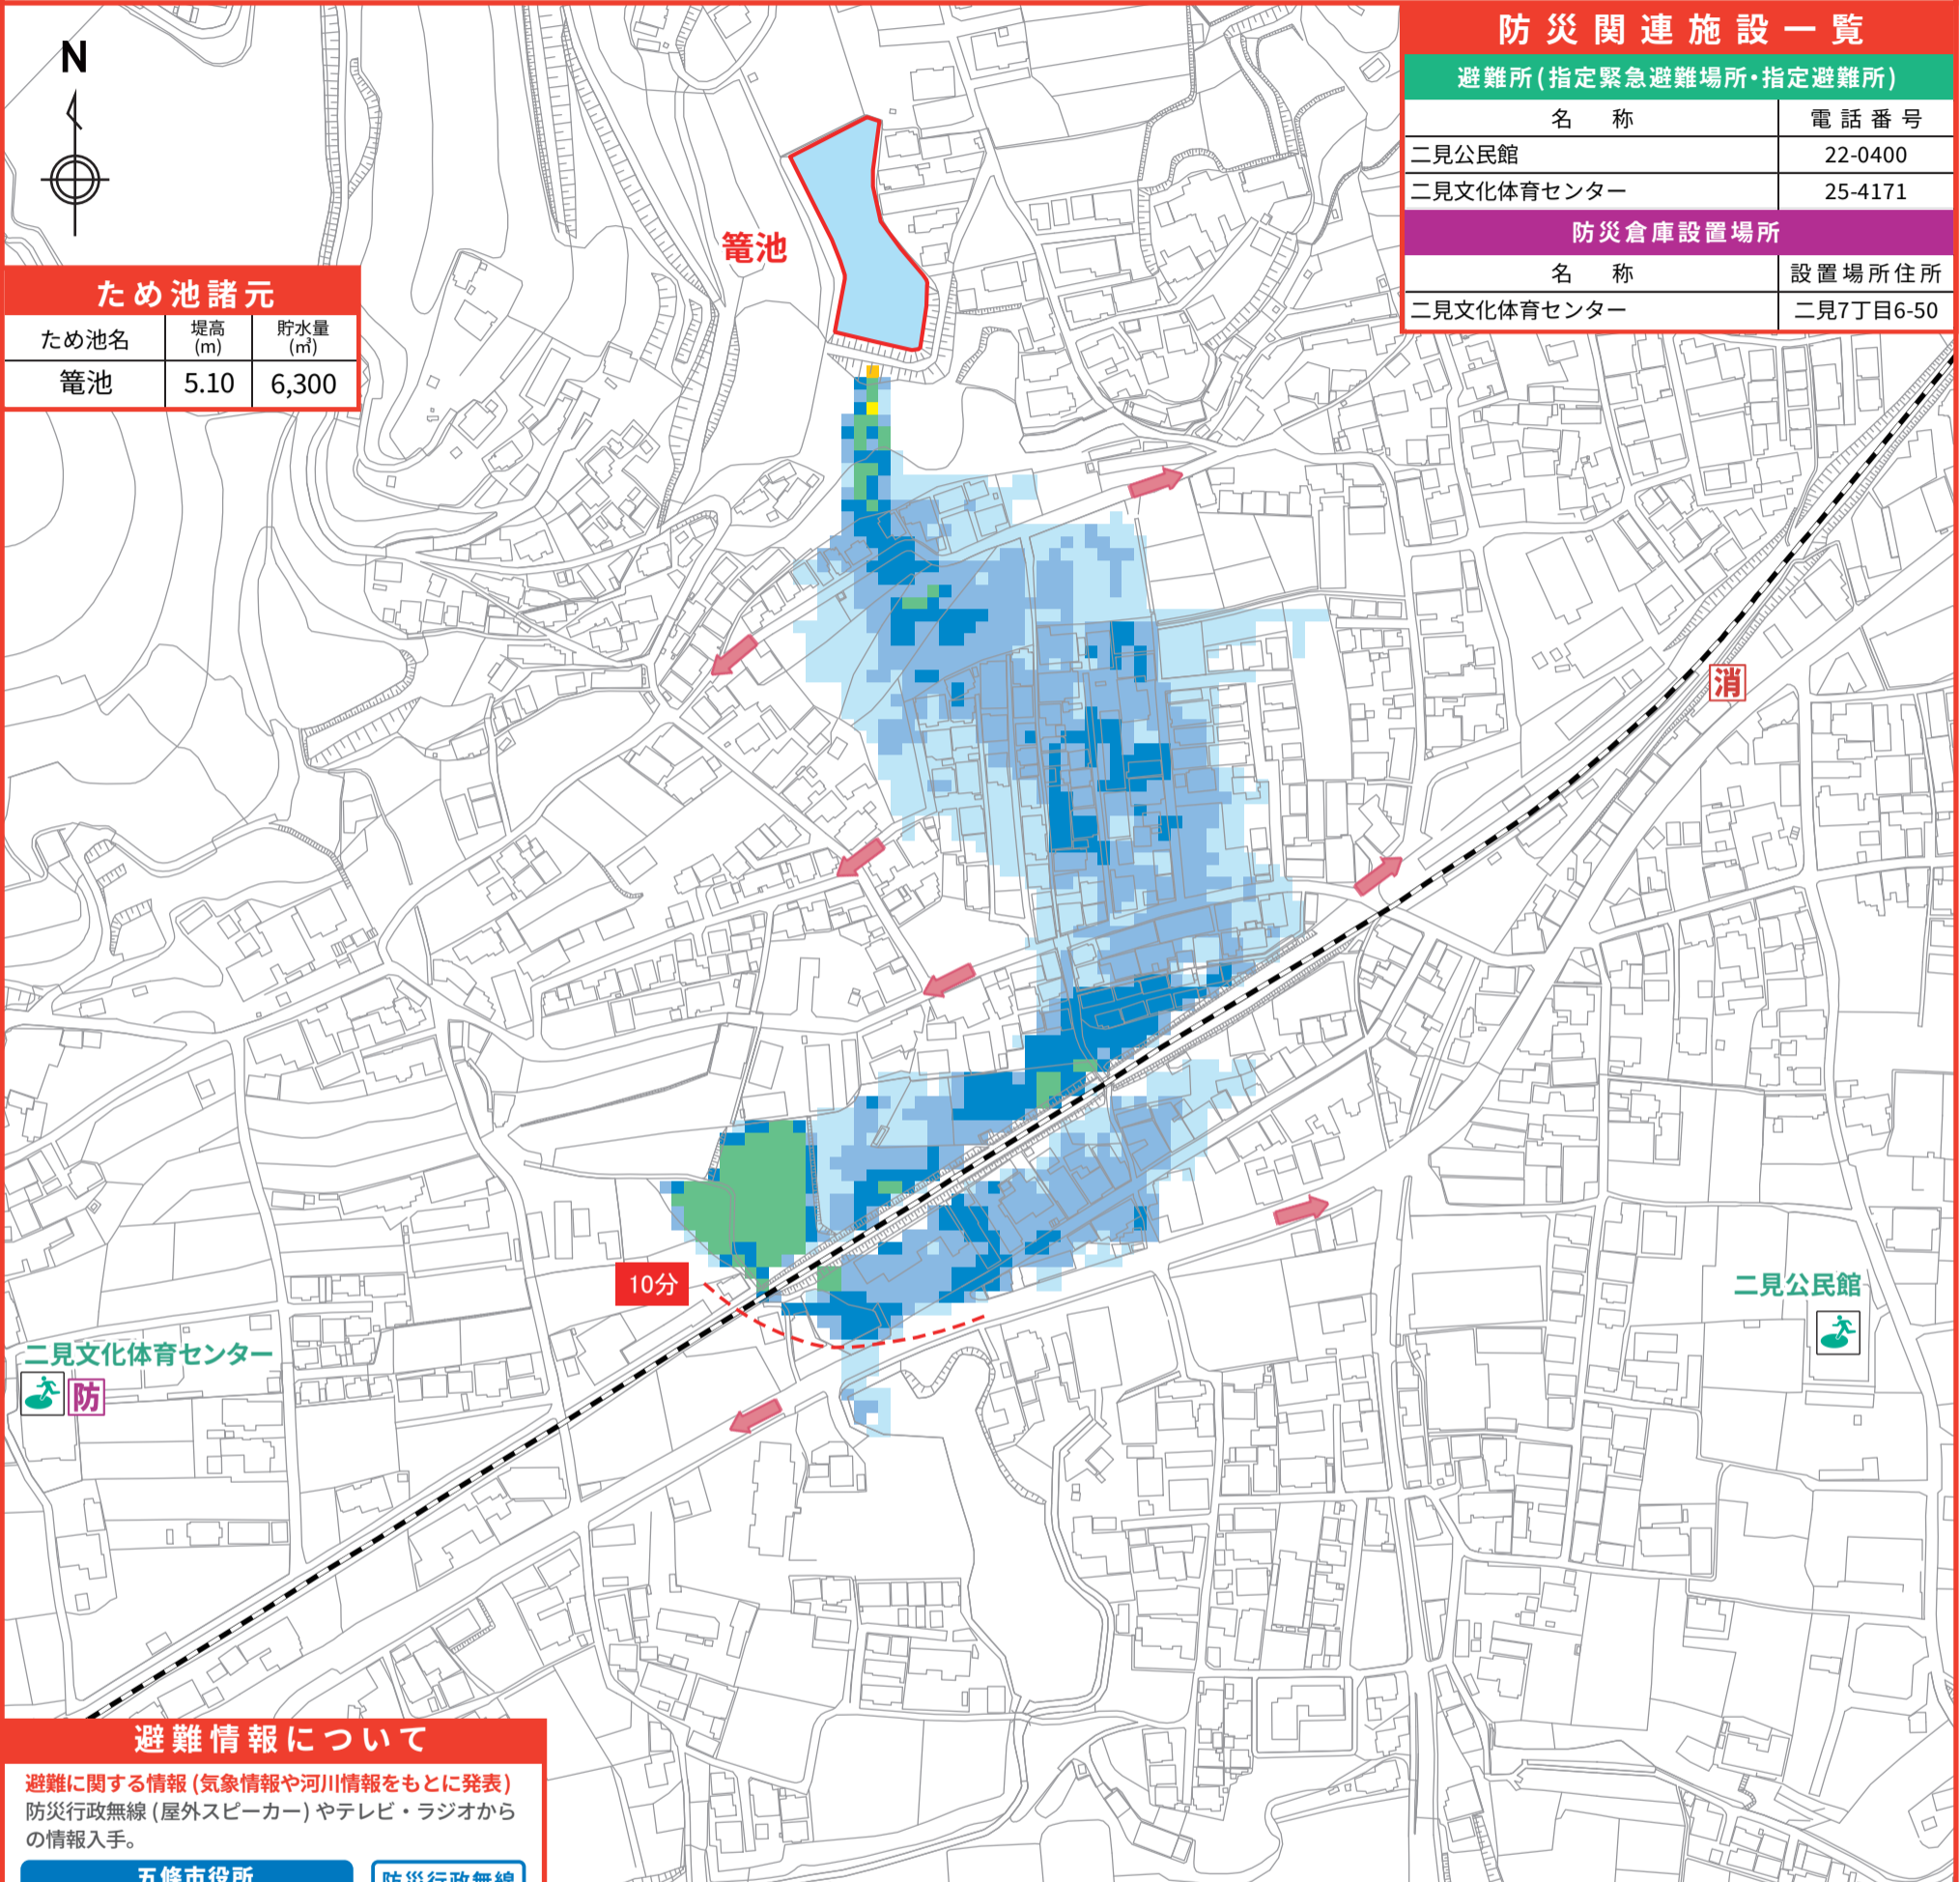 防災関連施設一覧
避難所(指定緊急避難場所・指定避難所)
名 称 電話番号
二見公民館 22-0400
二見文化体育センター 25-4171
防災倉庫設置場所
名 称 設置場所住所
二見文化体育センター 二見7丁目6-50
N
篭池
ため池諸元
ため池名 堤高(m) 貯水量(㎥)
篭池 5.10 6,300
消
10分
二見公民館
二見文化体育センター
防
避難情報について
避難に関する情報(気象情報や河川情報をもとに発表)
防災行政無線(屋外スピーカー)やテレビ・ラジオから
の情報入手。
五條市役所
防災行政無線